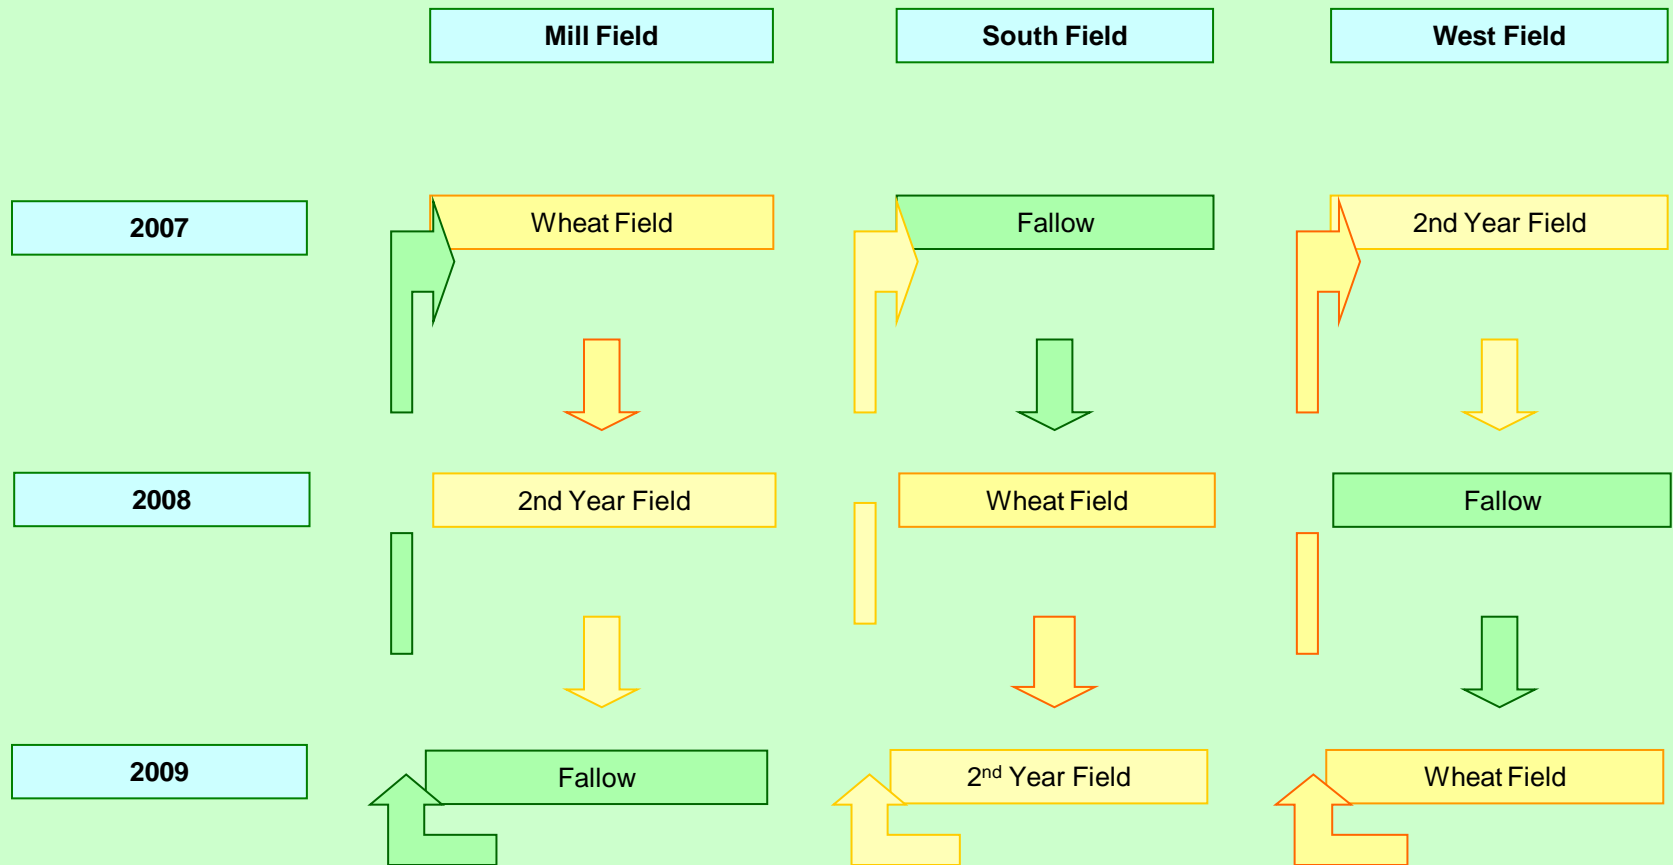 Mill Field
South Field
West Field
2007
Wheat Field
Fallow
2nd Year Field
2008
2nd Year Field
Wheat Field
Fallow
2009
Fallow
2nd Year Field
Wheat Field